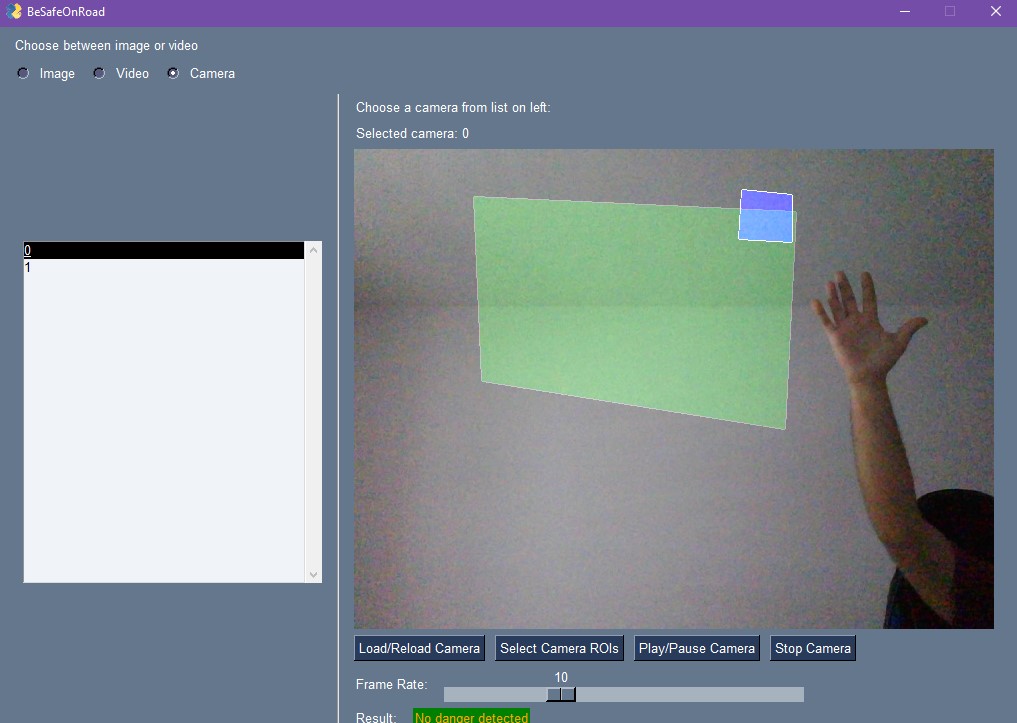 BeSafeOnRoad
Choose between image or video
Image Video Camera
Choose a camera from list on left:
Selected camera: 0
0
1
Load/Reload Camera Select Camera ROIs Play/Pause Camera Stop Camera
10
Frame Rate:
Result: No danger detected